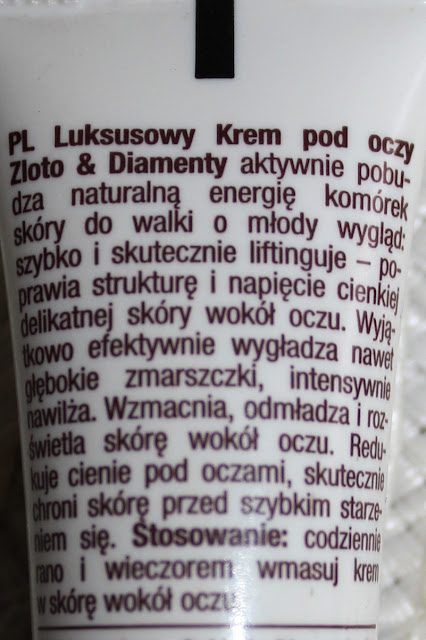 PL Luksusowy Krem pod oczy
Zloto & Diamenty aktywnie pobu-
dza naturalną energię komórek
skóry do walki o młody wygląd:
szybko i skutecznie liftinguje – po-
prawia strukturę i napięcie cienkiej
delikatnej skóry wokół oczu. Wyją-
tkowo efektywnie wygładza nawet
głębokie zmarszczki, intensywnie
nawilża. Wzmacnia, odmładza i roz-
świetla skórę wokół oczu. Redu-
kuje cienie pod oczami, skutecznie
chroni skórę przed szybkim starze-
niem się. Stosowanie: codziennie
rano i wieczorem wmasuj krem
w skórę wokół oczu